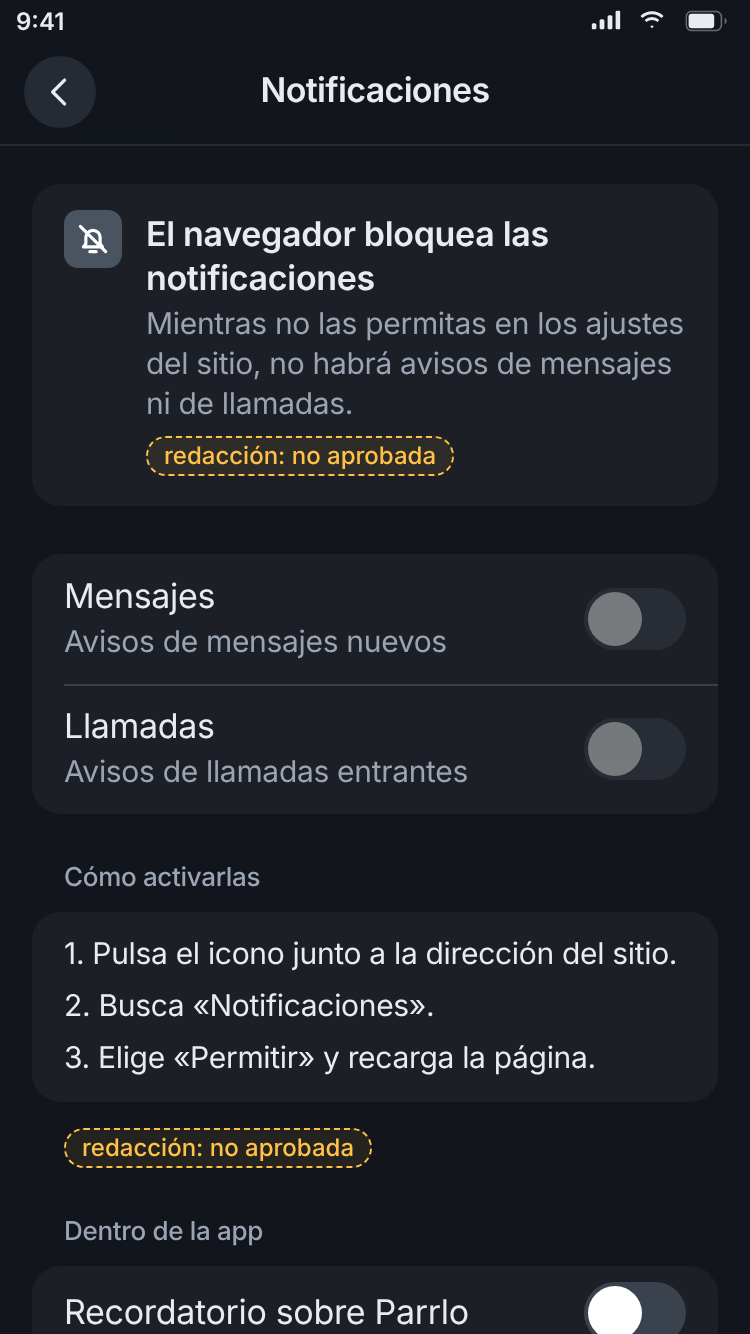 9:41
Notificaciones
El navegador bloquea las
notificaciones
Mientras no las permitas en los ajustes
del sitio, no habrá avisos de mensajes
ni de llamadas.
redacción: no aprobada
Mensajes
Avisos de mensajes nuevos
Llamadas
Avisos de llamadas entrantes
Cómo activarlas
1. Pulsa el icono junto a la dirección del sitio.
2. Busca «Notificaciones».
3. Elige «Permitir» y recarga la página.
redacción: no aprobada
Dentro de la app
Recordatorio sobre Parrlo